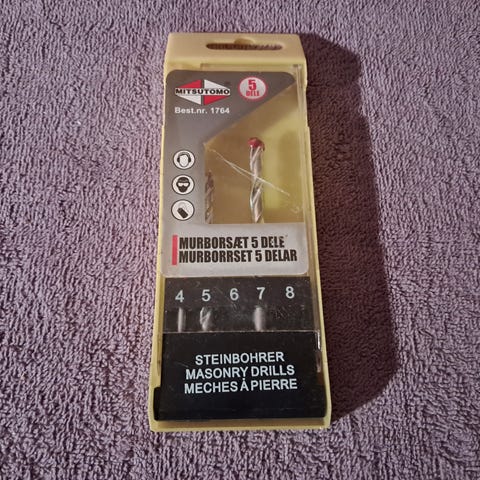 MITSUTOMO
5
DELE
Best.nr. 1764
MURBORSÆT 5 DELE
MURBORRSET 5 DELAR
4 5 6 7 8
STEINBOHRER
MASONRY DRILLS
MECHES À PIERRE